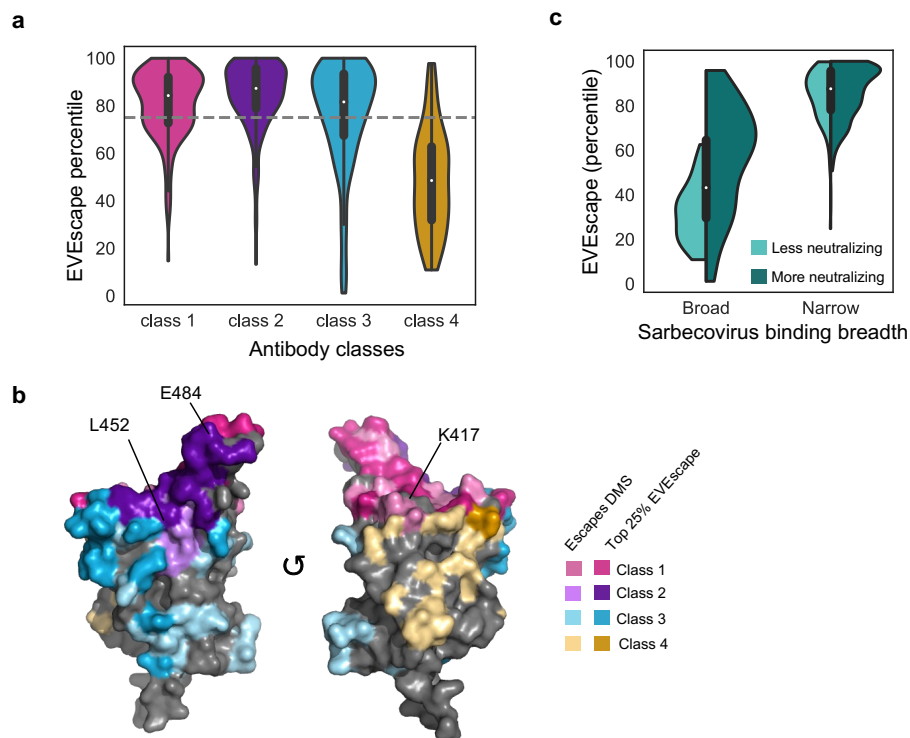 a
EVEscape percentile
100
80
60
40
20
0
class 1 class 2 class 3 class 4
Antibody classes
c
EVEscape (percentile)
100
80
60
40
20
0
Less neutralizing
More neutralizing
Broad Narrow
Sarbecovirus binding breadth
b
E484
L452
K417
Escapes DMS
Top 25% EVEscape
Class 1
Class 2
Class 3
Class 4